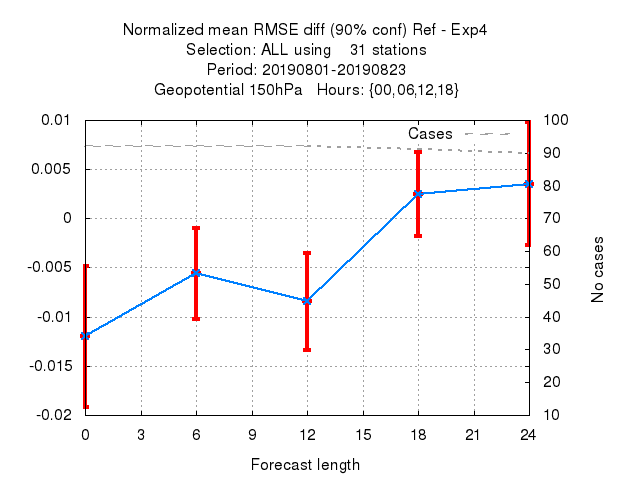 Normalized mean RMSE diff (90% conf) Ref - Exp4
Selection: ALL using 31 stations
Period: 20190801-20190823
Geopotential 150hPa Hours: {00,06,12,18}
Cases
0.01
0.005
0
-0.005
-0.01
-0.015
-0.02
100
90
80
70
60
50
40
30
20
10
No cases
0 3 6 9 12 15 18 21 24
Forecast length